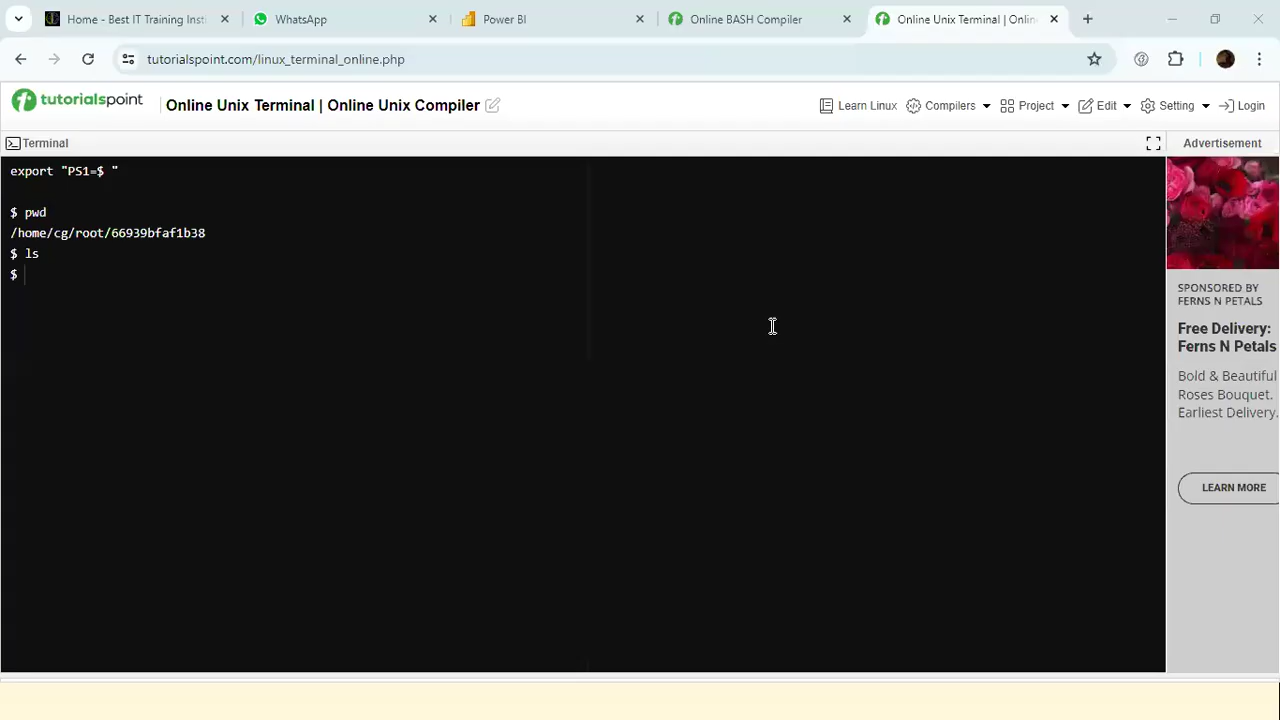 Home - Best IT Training Insti
WhatsApp
Power BI
Online BASH Compiler
Online Unix Terminal | Onlin
tutorialspoint.com/linux_terminal_online.php
tutorialspoint
Online Unix Terminal | Online Unix Compiler
Learn Linux
Compilers
Project
Edit
Setting
Login
Terminal
Advertisement
export "PS1=$ "
$ pwd
/home/cg/root/66939bfaf1b38
$ ls
$
SPONSORED BY
FERNS N PETALS
Free Delivery:
Ferns N Petals
Bold & Beautiful
Roses Bouquet.
Earliest Delivery.
LEARN MORE